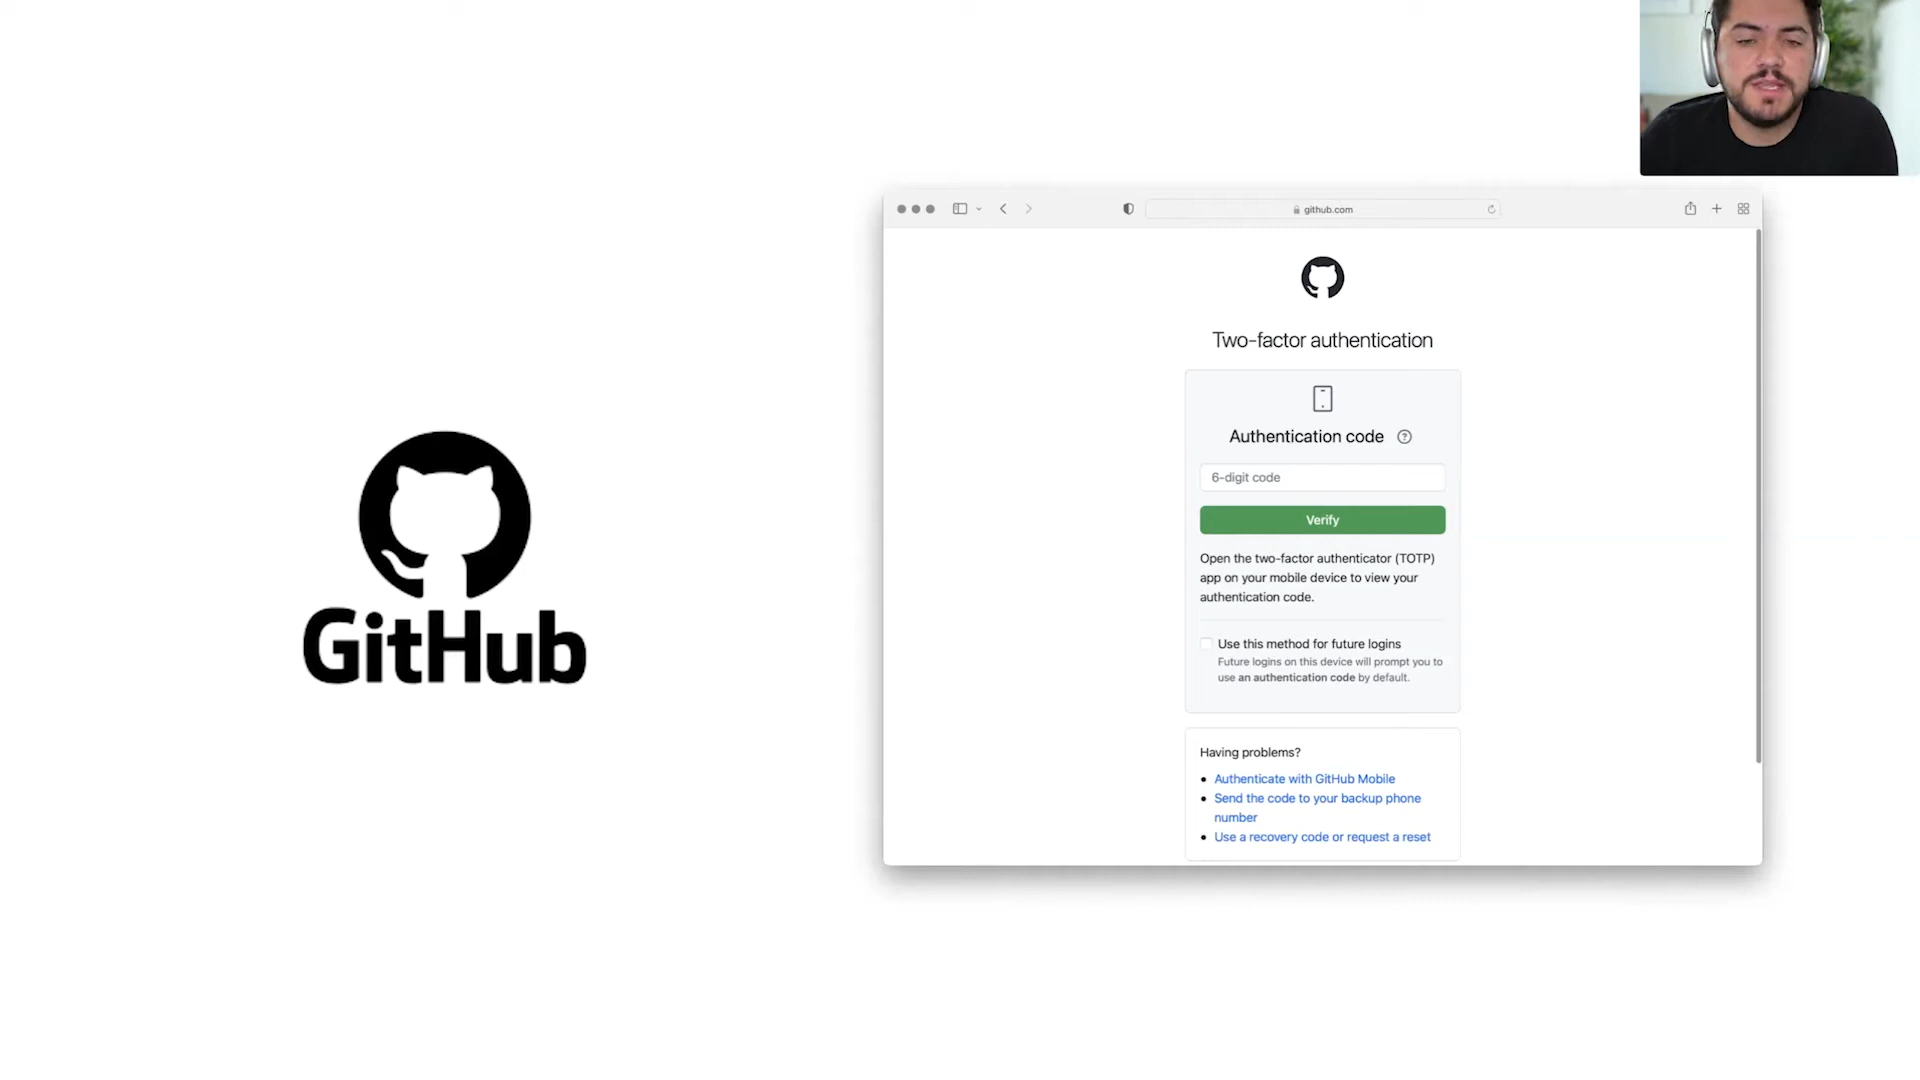 GitHub
github.com
Two-factor authentication
Authentication code
6-digit code
Verify
Open the two-factor authenticator (TOTP)
app on your mobile device to view your
authentication code.
Use this method for future logins
Future logins on this device will prompt you to
use an authentication code by default.
Having problems?
Authenticate with GitHub Mobile
Send the code to your backup phone
number
Use a recovery code or request a reset